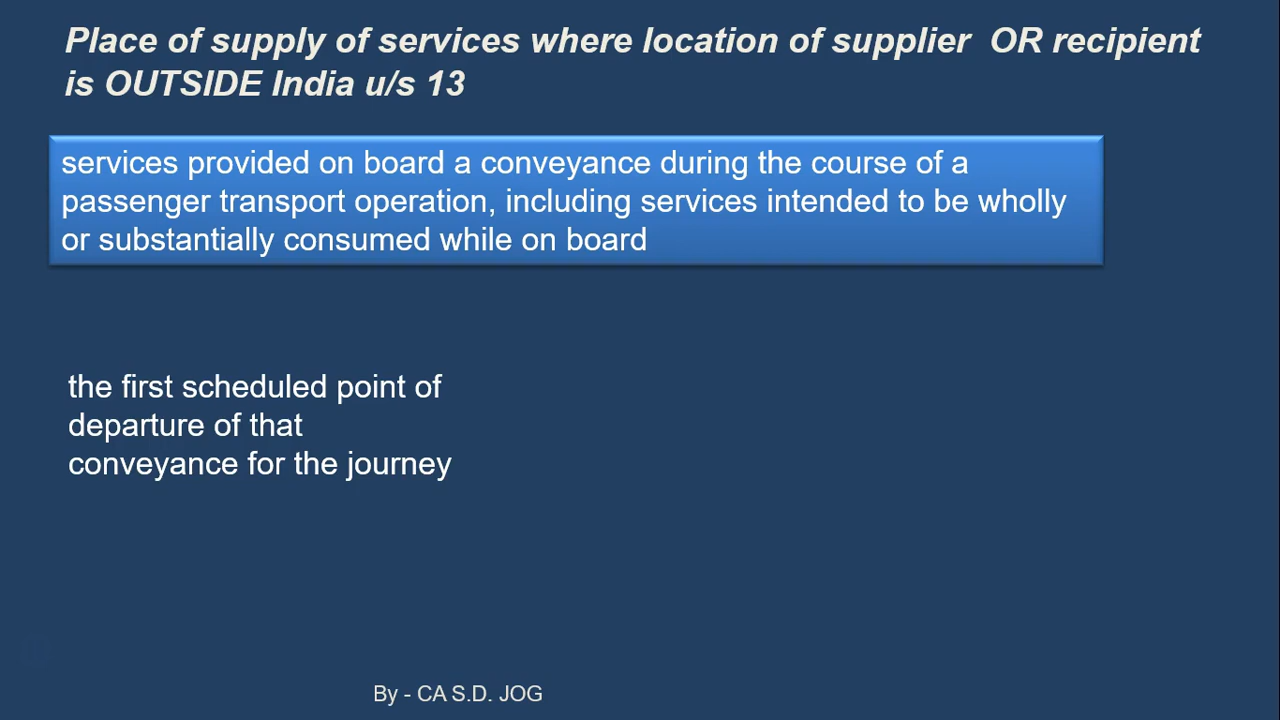 Place of supply of services where location of supplier OR recipient
is OUTSIDE India u/s 13
services provided on board a conveyance during the course of a
passenger transport operation, including services intended to be wholly
or substantially consumed while on board
the first scheduled point of
departure of that
conveyance for the journey
By - CA S.D. JOG